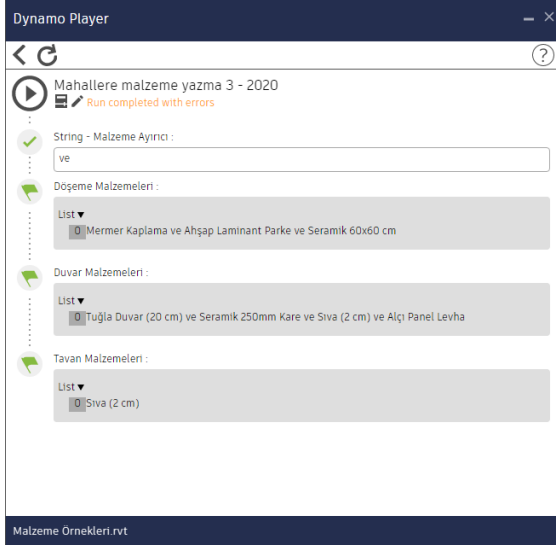 Dynamo Player
Mahallere malzeme yazma 3 - 2020
Run completed with errors
String - Malzeme Ayırıcı :
ve
Döşeme Malzemeleri :
List
0 Mermer Kaplama ve Ahşap Laminant Parke ve Seramik 60x60 cm
Duvar Malzemeleri :
List
0 Tuğla Duvar (20 cm) ve Seramik 250mm Kare ve Sıva (2 cm) ve Alçı Panel Levha
Tavan Malzemeleri :
List
0 Sıva (2 cm)
Malzeme Örnekleri.rvt